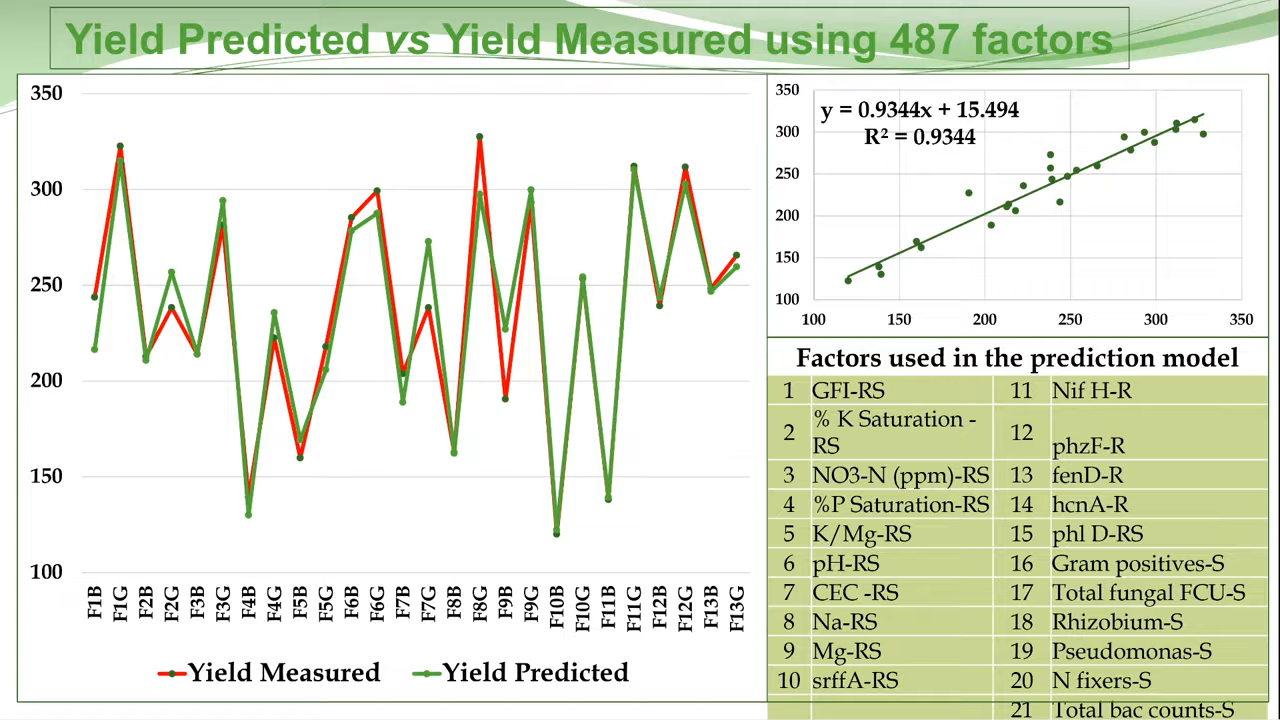 Yield Predicted vs Yield Measured using 487 factors
350
300
250
200
150
100
F1B F1G F2B F2G F3B F3G F4B F4G F5B F5G F6B F6G F7B F7G F8B F8G F9B F9G F10B F10G F11B F11G F12B F12G F13B F13G
Yield Measured Yield Predicted
350
300
250
200
150
100
y = 0.9344x + 15.494
R² = 0.9344
100 150 200 250 300 350
Factors used in the prediction model
1 GFI-RS 11 Nif H-R
2 % K Saturation -
RS 12 phzF-R
3 NO3-N (ppm)-RS 13 fenD-R
4 %P Saturation-RS 14 hcnA-R
5 K/Mg-RS 15 phl D-RS
6 pH-RS 16 Gram positives-S
7 CEC -RS 17 Total fungal FCU-S
8 Na-RS 18 Rhizobium-S
9 Mg-RS 19 Pseudomonas-S
10 srffA-RS 20 N fixers-S
21 Total bac counts-S